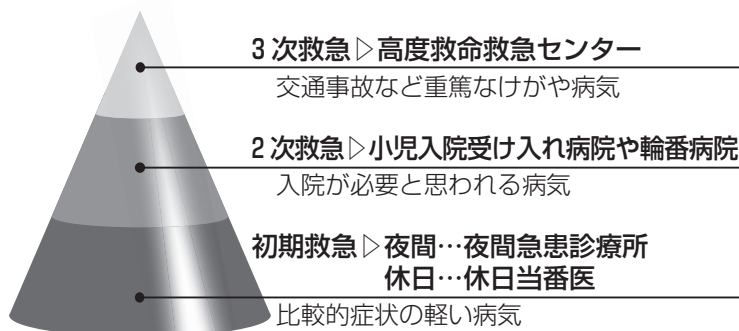 3次救急▷高度救命救急センター
交通事故など重篤なけがや病気
2次救急▷小児入院受け入れ病院や輪番病院
入院が必要と思われる病気
初期救急▷夜間…夜間急患診療所
休日…休日当番医
比較的症状の軽い病気